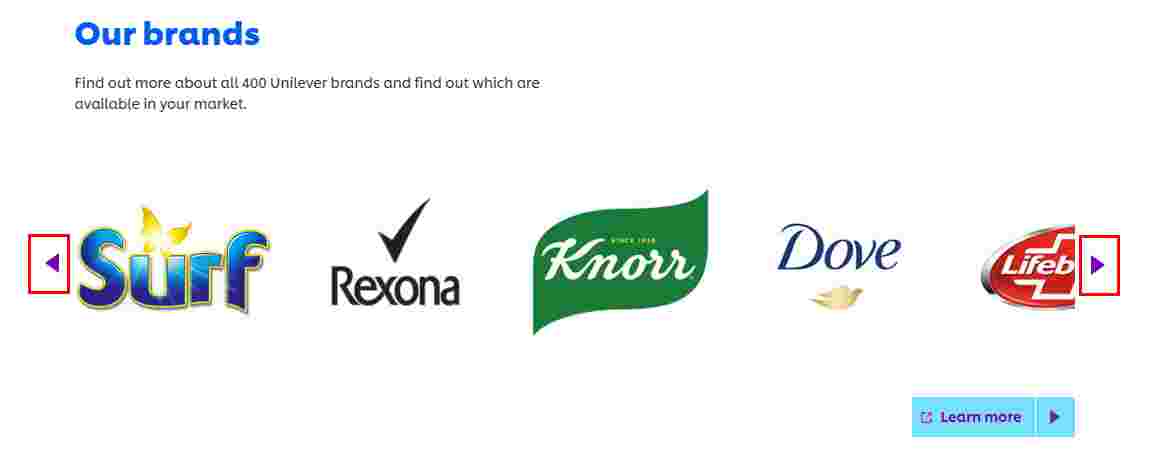 Our brands
Find out more about all 400 Unilever brands and find out which are
available in your market.
Surf
Rexona
SINCE 1838
Knorr
Dove
Lifeb
Learn more